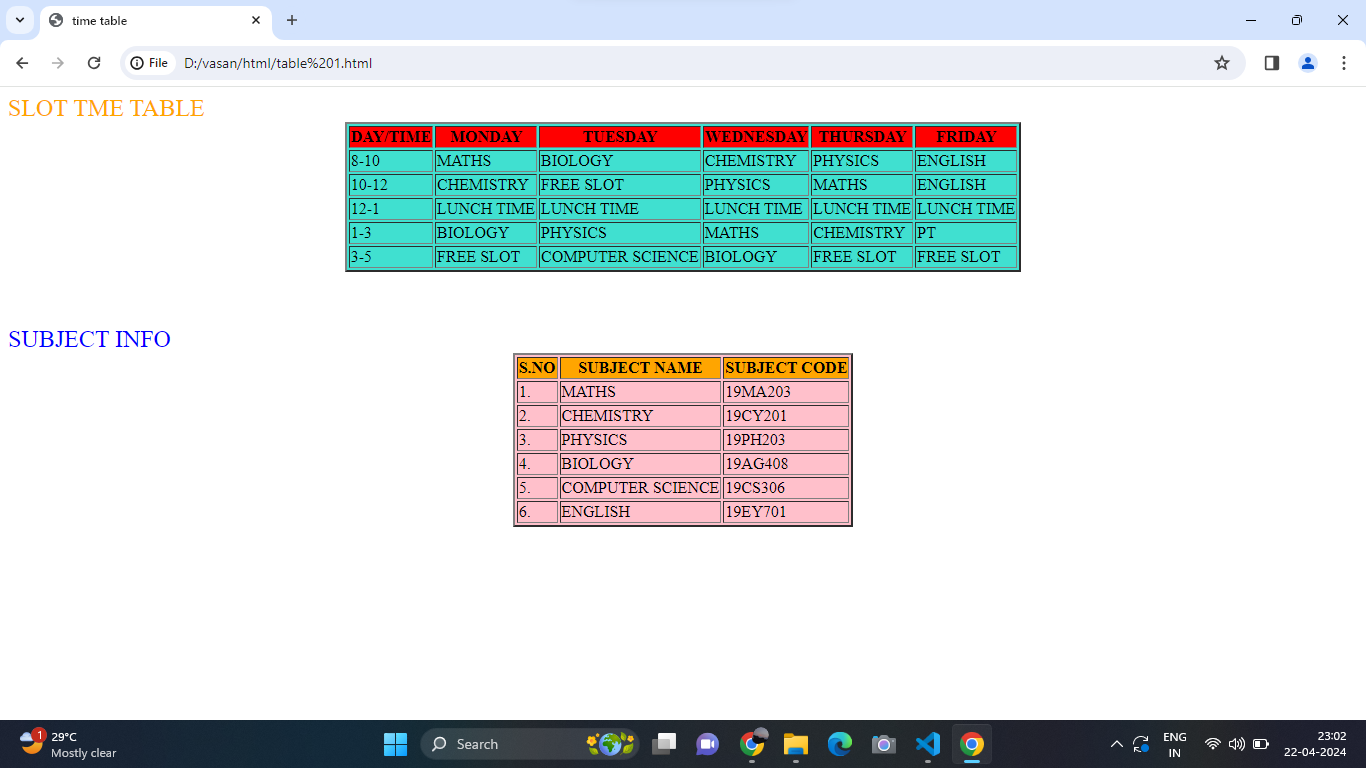 time table
File D:/vasan/html/table%201.html
SLOT TME TABLE
DAY/TIME MONDAY TUESDAY WEDNESDAY THURSDAY FRIDAY
8-10 MATHS BIOLOGY CHEMISTRY PHYSICS ENGLISH
10-12 CHEMISTRY FREE SLOT PHYSICS MATHS ENGLISH
12-1 LUNCH TIME LUNCH TIME LUNCH TIME LUNCH TIME LUNCH TIME
1-3 BIOLOGY PHYSICS MATHS CHEMISTRY PT
3-5 FREE SLOT COMPUTER SCIENCE BIOLOGY FREE SLOT FREE SLOT
SUBJECT INFO
S.NO SUBJECT NAME SUBJECT CODE
1. MATHS 19MA203
2. CHEMISTRY 19CY201
3. PHYSICS 19PH203
4. BIOLOGY 19AG408
5. COMPUTER SCIENCE 19CS306
6. ENGLISH 19EY701
1 29°C
Mostly clear
Search
ENG
IN
23:02
22-04-2024